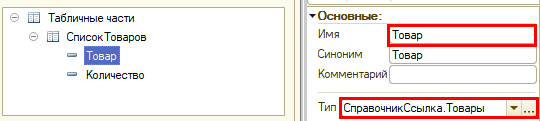 Табличные части
СписокТоваров
Товар
Количество
Основные:
Имя Товар
Синоним Товар
Комментарий
Тип СправочникСсылка.Товары ...